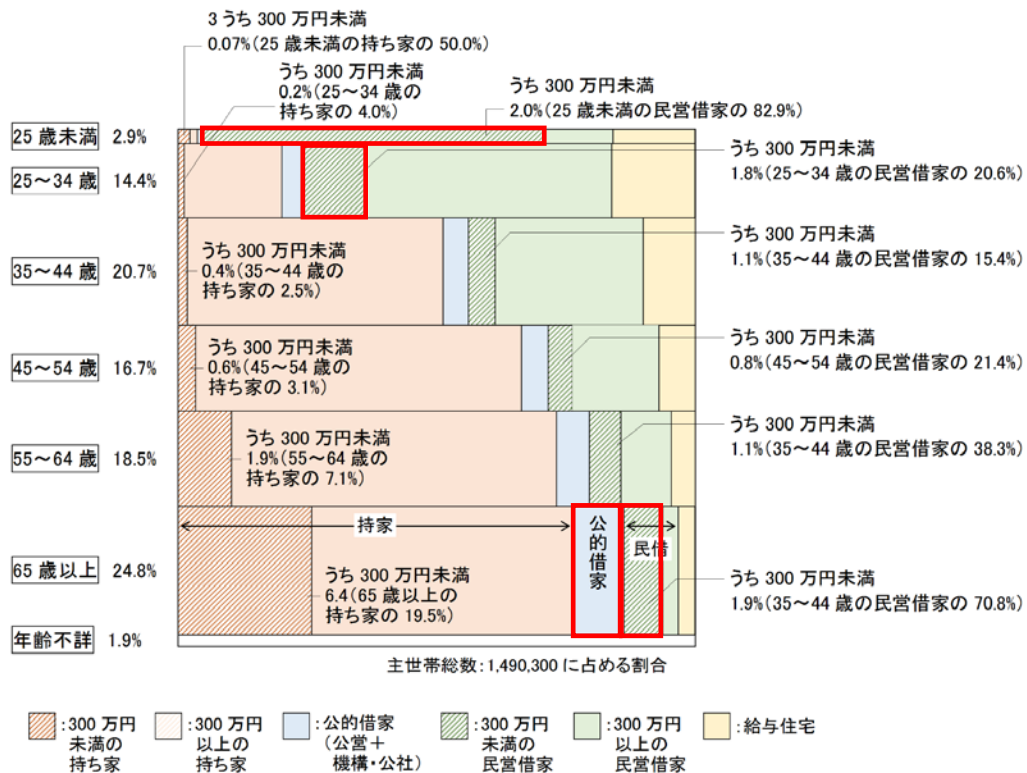 3 うち 300 万円未満
0.07%(25 歳未満の持ち家の 50.0%)
うち 300 万円未満
0.2%(25～34 歳の
持ち家の 4.0%)
うち 300 万円未満
2.0%(25 歳未満の民営借家の 82.9%)
25 歳未満 2.9%
25～34 歳 14.4%
うち 300 万円未満
1.8%(25～34 歳の民営借家の 20.6%)
35～44 歳 20.7%
うち 300 万円未満
0.4%(35～44 歳の
持ち家の 2.5%)
うち 300 万円未満
1.1%(35～44 歳の民営借家の 15.4%)
45～54 歳 16.7%
うち 300 万円未満
0.6%(45～54 歳の
持ち家の 3.1%)
うち 300 万円未満
0.8%(45～54 歳の民営借家の 21.4%)
55～64 歳 18.5%
うち 300 万円未満
1.9%(55～64 歳の
持ち家の 7.1%)
うち 300 万円未満
1.1%(35～44 歳の民営借家の 38.3%)
持家
公的借家
民借
65 歳以上 24.8%
うち 300 万円未満
6.4(65 歳以上の
持ち家の 19.5%)
うち 300 万円未満
1.9%(35～44 歳の民営借家の 70.8%)
年齢不詳 1.9%
主世帯総数:1,490,300 に占める割合
:300 万円
未満の
持ち家
:300 万円
以上の
持ち家
:公的借家
(公営＋
機構・公社)
:300 万円
未満の
民営借家
:300 万円
以上の
民営借家
:給与住宅